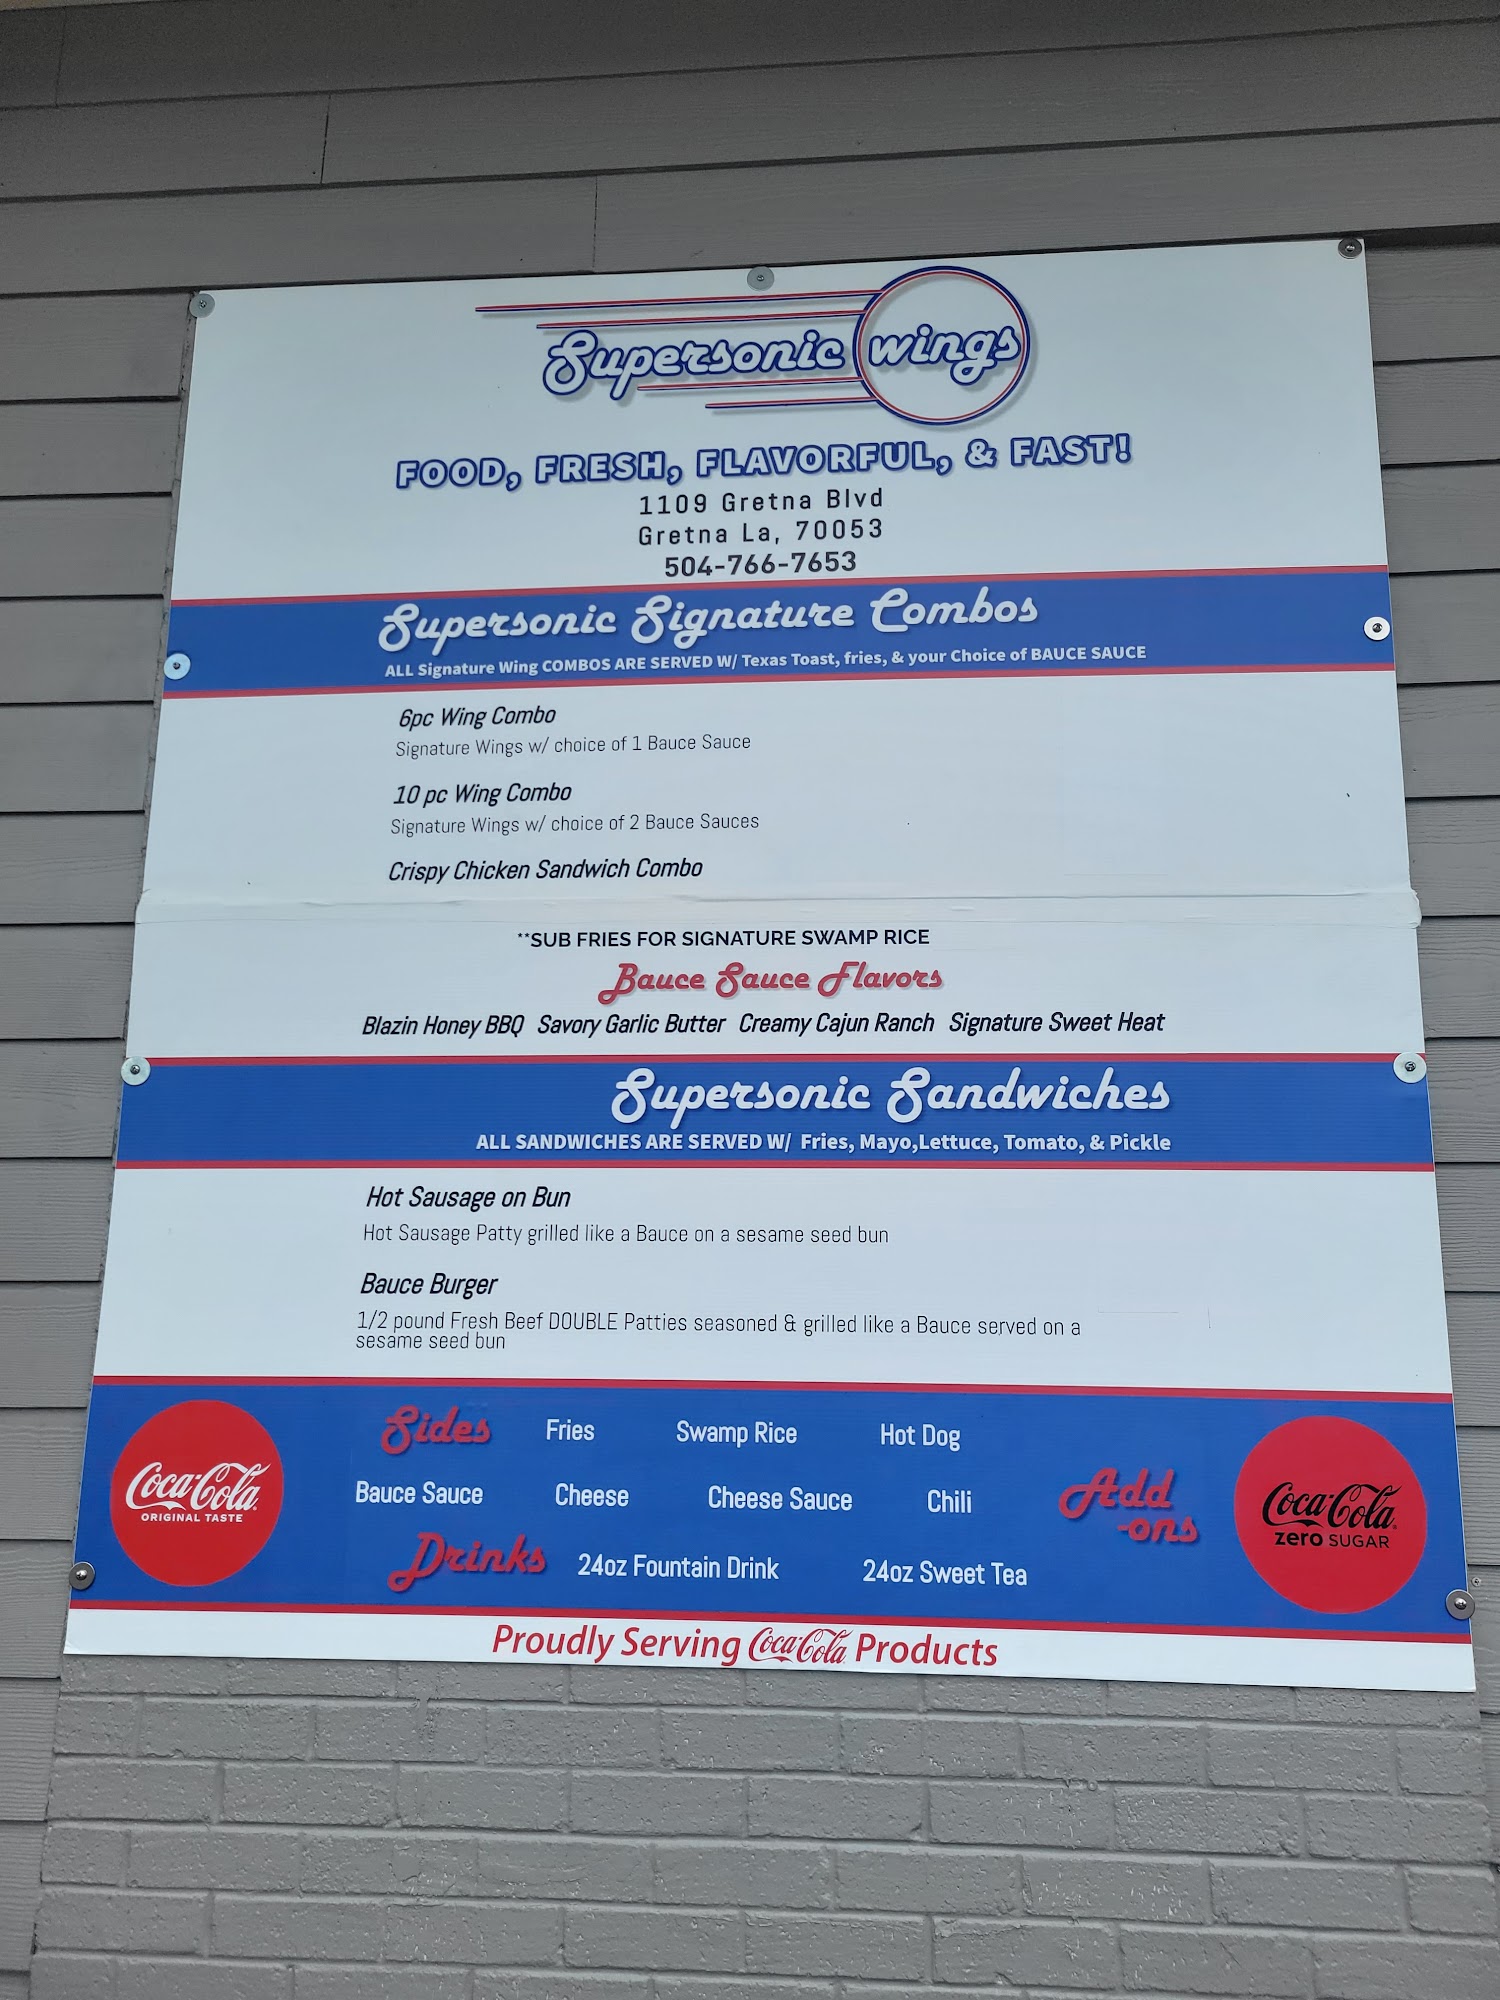 Supersonic wings
FOOD, FRESH, FLAVORFUL, & FAST!
1109 Gretna Blvd
Gretna La, 70053
504-766-7653
Supersonic Signature Combos
ALL Signature Wing COMBOS ARE SERVED W/ Texas Toast, fries, & your Choice of BAUCE SAUCE
6pc Wing Combo
Signature Wings w/ choice of 1 Bauce Sauce
10 pc Wing Combo
Signature Wings w/ choice of 2 Bauce Sauces
Crispy Chicken Sandwich Combo
**SUB FRIES FOR SIGNATURE SWAMP RICE
Bauce Sauce Flavors
Blazin Honey BBQ Savory Garlic Butter Creamy Cajun Ranch Signature Sweet Heat
Supersonic Sandwiches
ALL SANDWICHES ARE SERVED W/ Fries, Mayo,Lettuce, Tomato, & Pickle
Hot Sausage on Bun
Hot Sausage Patty grilled like a Bauce on a sesame seed bun
Bauce Burger
1/2 pound Fresh Beef DOUBLE Patties seasoned & grilled like a Bauce served on a
sesame seed bun
Sides Fries Swamp Rice Hot Dog
Bauce Sauce Cheese Cheese Sauce Chili Add
-ons
Drinks 24oz Fountain Drink 24oz Sweet Tea
Coca-Cola
ORIGINAL TASTE
Coca-Cola
zero SUGAR
Proudly Serving Coca-Cola Products